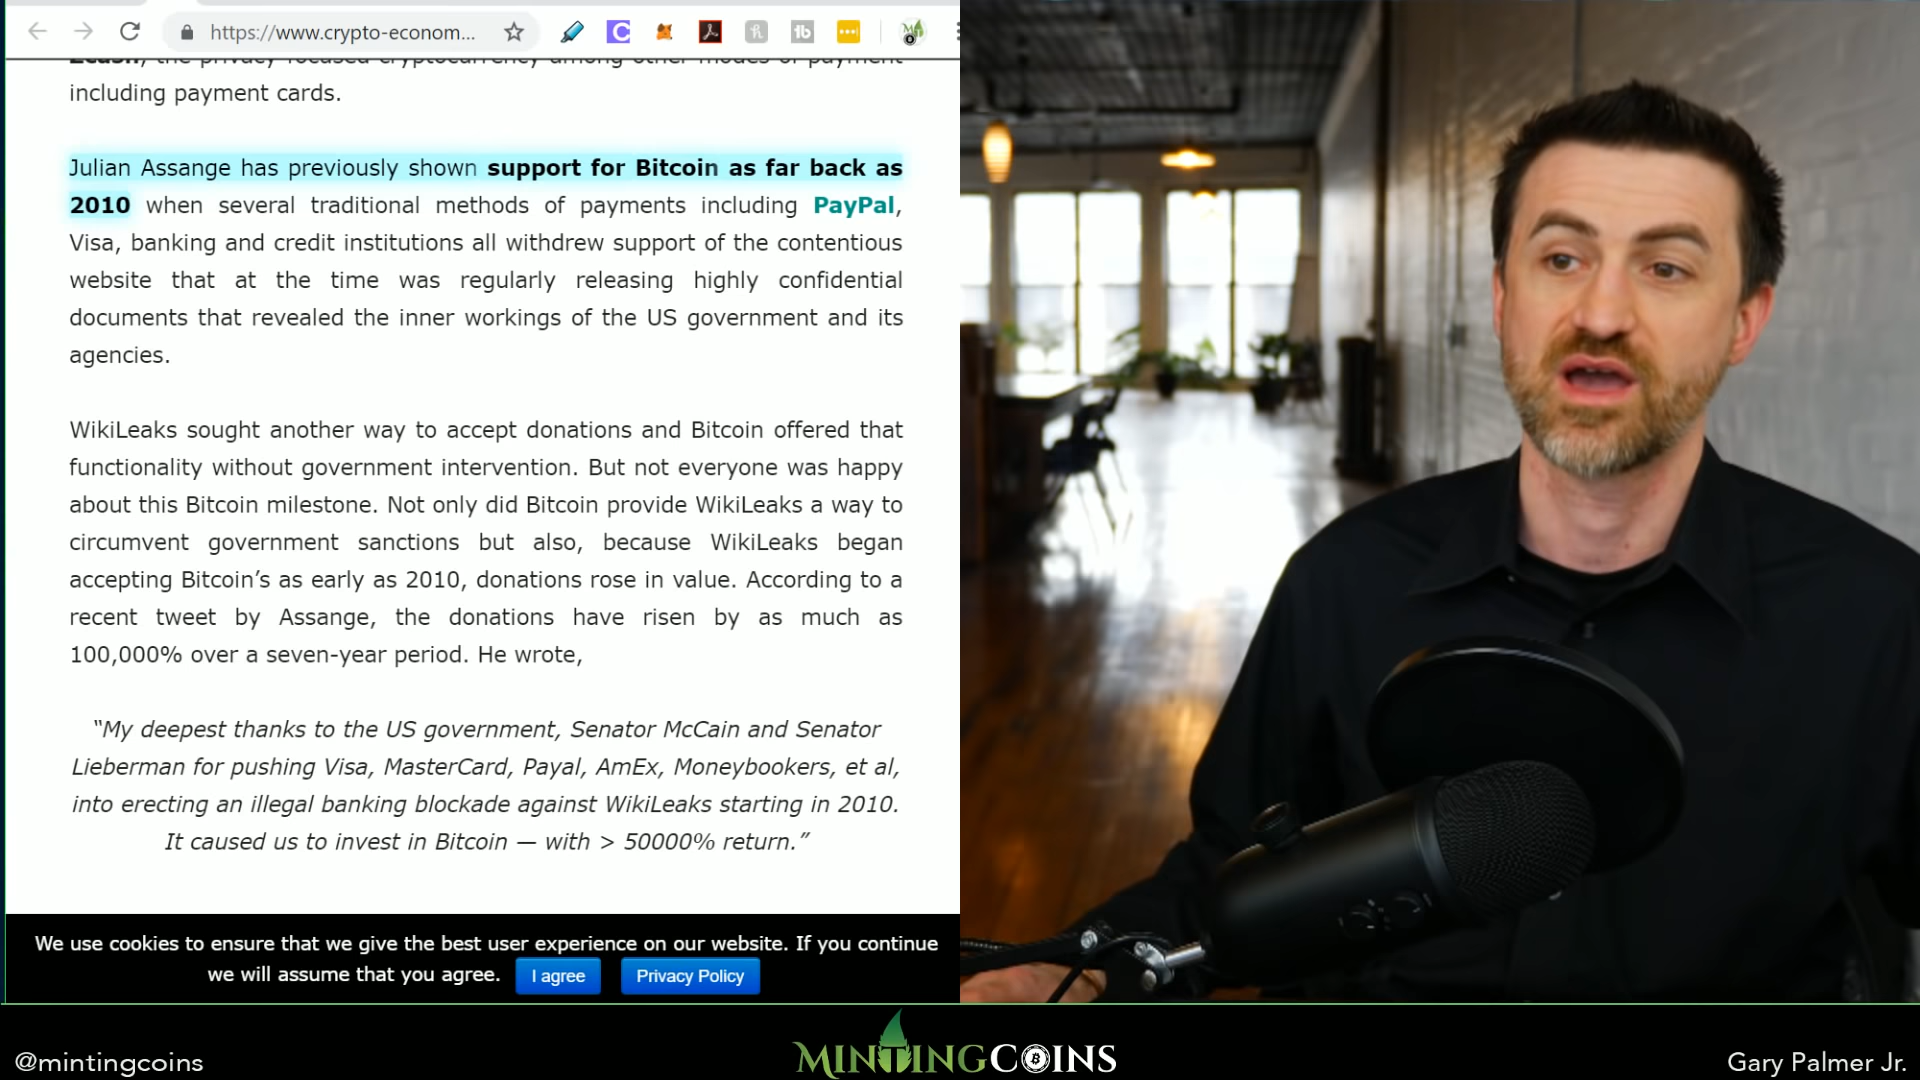 https://www.crypto-econom...
Zcash, the privacy-focused cryptocurrency among other modes of payment
including payment cards.
Julian Assange has previously shown support for Bitcoin as far back as
2010 when several traditional methods of payments including PayPal,
Visa, banking and credit institutions all withdrew support of the contentious
website that at the time was regularly releasing highly confidential
documents that revealed the inner workings of the US government and its
agencies.
WikiLeaks sought another way to accept donations and Bitcoin offered that
functionality without government intervention. But not everyone was happy
about this Bitcoin milestone. Not only did Bitcoin provide WikiLeaks a way to
circumvent government sanctions but also, because WikiLeaks began
accepting Bitcoin’s as early as 2010, donations rose in value. According to a
recent tweet by Assange, the donations have risen by as much as
100,000% over a seven-year period. He wrote,
“My deepest thanks to the US government, Senator McCain and Senator
Lieberman for pushing Visa, MasterCard, Payal, AmEx, Moneybookers, et al,
into erecting an illegal banking blockade against WikiLeaks starting in 2010.
It caused us to invest in Bitcoin — with > 50000% return.”
We use cookies to ensure that we give the best user experience on our website. If you continue
we will assume that you agree. I agree Privacy Policy
@mintingcoins
MINTINGCOINS
Gary Palmer Jr.